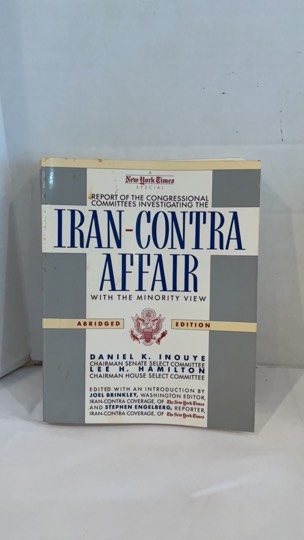 A
New York Times
SPECIAL
REPORT OF THE CONGRESSIONAL
COMMITTEES INVESTIGATING THE
IRAN-CONTRA
AFFAIR
WITH THE MINORITY VIEW
ABRIDGED EDITION
DANIEL K. INOUYE
CHAIRMAN SENATE SELECT COMMITTEE
LEE H. HAMILTON
CHAIRMAN HOUSE SELECT COMMITTEE
EDITED WITH AN INTRODUCTION BY
JOEL BRINKLEY, WASHINGTON EDITOR,
IRAN-CONTRA COVERAGE, OF The New York Times
AND STEPHEN ENGELBERG, REPORTER,
IRAN-CONTRA COVERAGE, OF The New York Times